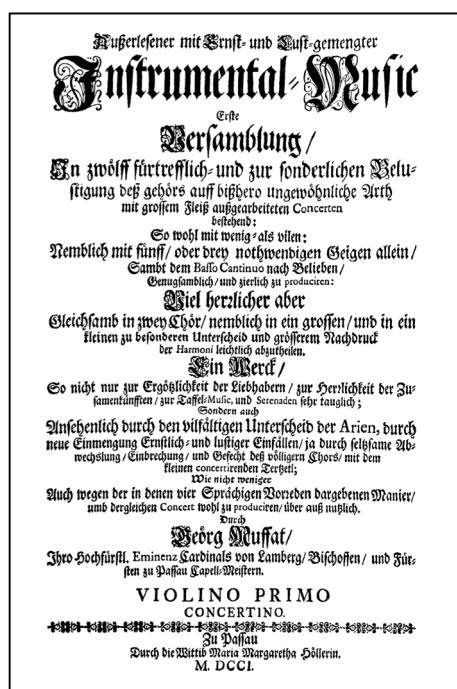 Außerlesener mit Ernst- und Lust-gemengter
Instrumental-Music
Erste
Versamblung/
In zwölff fürtrefflich- und zur sonderlichen Belu-
stigung deß gehörs auff bißhero ungewöhnliche Arth
mit grossem Fleiß außgearbeiteten Concerten
bestehend:
So wohl mit wenig- als vilen:
Nemblich mit fünff/ oder drey nothwendigen Geigen allein/
Sambt dem Basso Cantinuo nach Belieben/
Genugsamblich/ und zierlich zu produciren:
Viel herzlicher aber
Gleichsamb in zwey Chör/ nemblich in ein grossen/ und in ein
kleinen zu besonderen Unterscheid und grösserem Nachdruck
der Harmoni leichtlich abzutheilen.
Ein Werck/
So nicht nur zur Ergötzlichkeit der Liebhabern/ zur Herzlichkeit der Zu-
samenkünfften/ zur Taffel-Music, und Serenaden sehr tauglich;
Sondern auch
Ansehenlich durch den vilfältigen Unterscheid der Arien, durch
neue Einmengung Ernstlich- und lustiger Einfällen/ ja durch seltzsame Ab-
wechslung/ Einbrechung/ und Gefecht deß völligern Chors/ mit dem
kleinen concertirenden Tertzetl;
Wie nicht weniger
Auch wegen der in denen vier Sprächigen Vorreden dargebenen Manier/
umb dergleichen Concert wohl zu produciren/ über auß nutzlich.
Durch
Georg Muffat/
Ihro Hochfürstl. Eminenz Cardinals von Lamberg/ Bischoffen/ und Für-
sten zu Passau Capell-Meistern.
VIOLINO PRIMO
CONCERTINO.
Zu Passau
Durch die Wittib Maria Margaretha Höllerin.
M. DCCI.